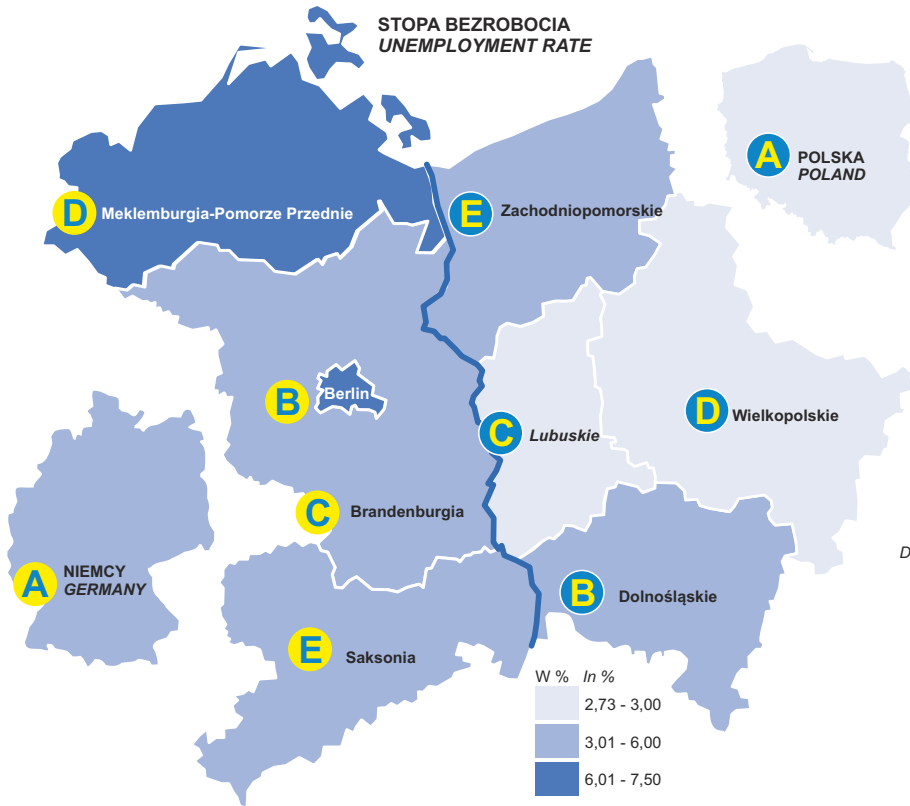 STOPA BEZROBOCIA
UNEMPLOYMENT RATE
A
POLSKA
POLAND
D
Meklemburgia-Pomorze Przednie
E
Zachodniopomorskie
B
Berlin
C
Lubuskie
D
Wielkopolskie
C
Brandenburgia
A
NIEMCY
GERMANY
D
B
Dolnośląskie
E
Saksonia
W % In %
2,73 - 3,00
3,01 - 6,00
6,01 - 7,50